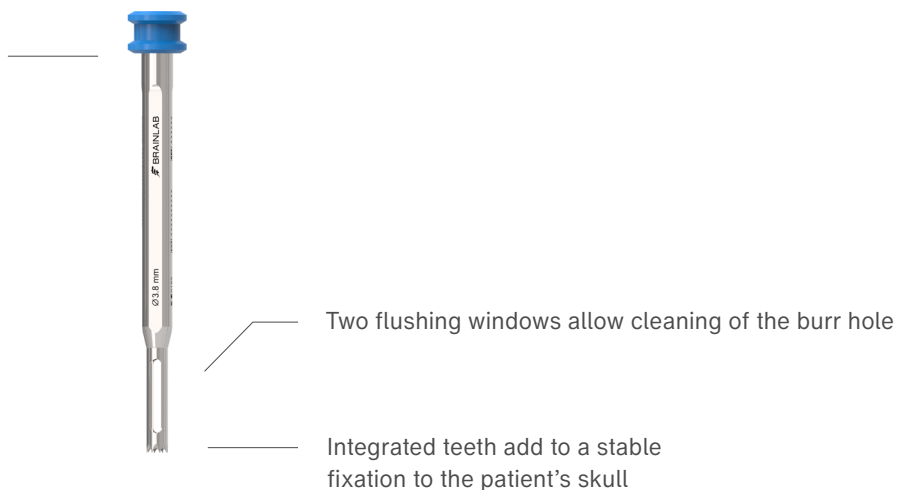 BRAINLAB
Ø 3.8 mm
Two flushing windows allow cleaning of the burr hole
Integrated teeth add to a stable
fixation to the patient’s skull